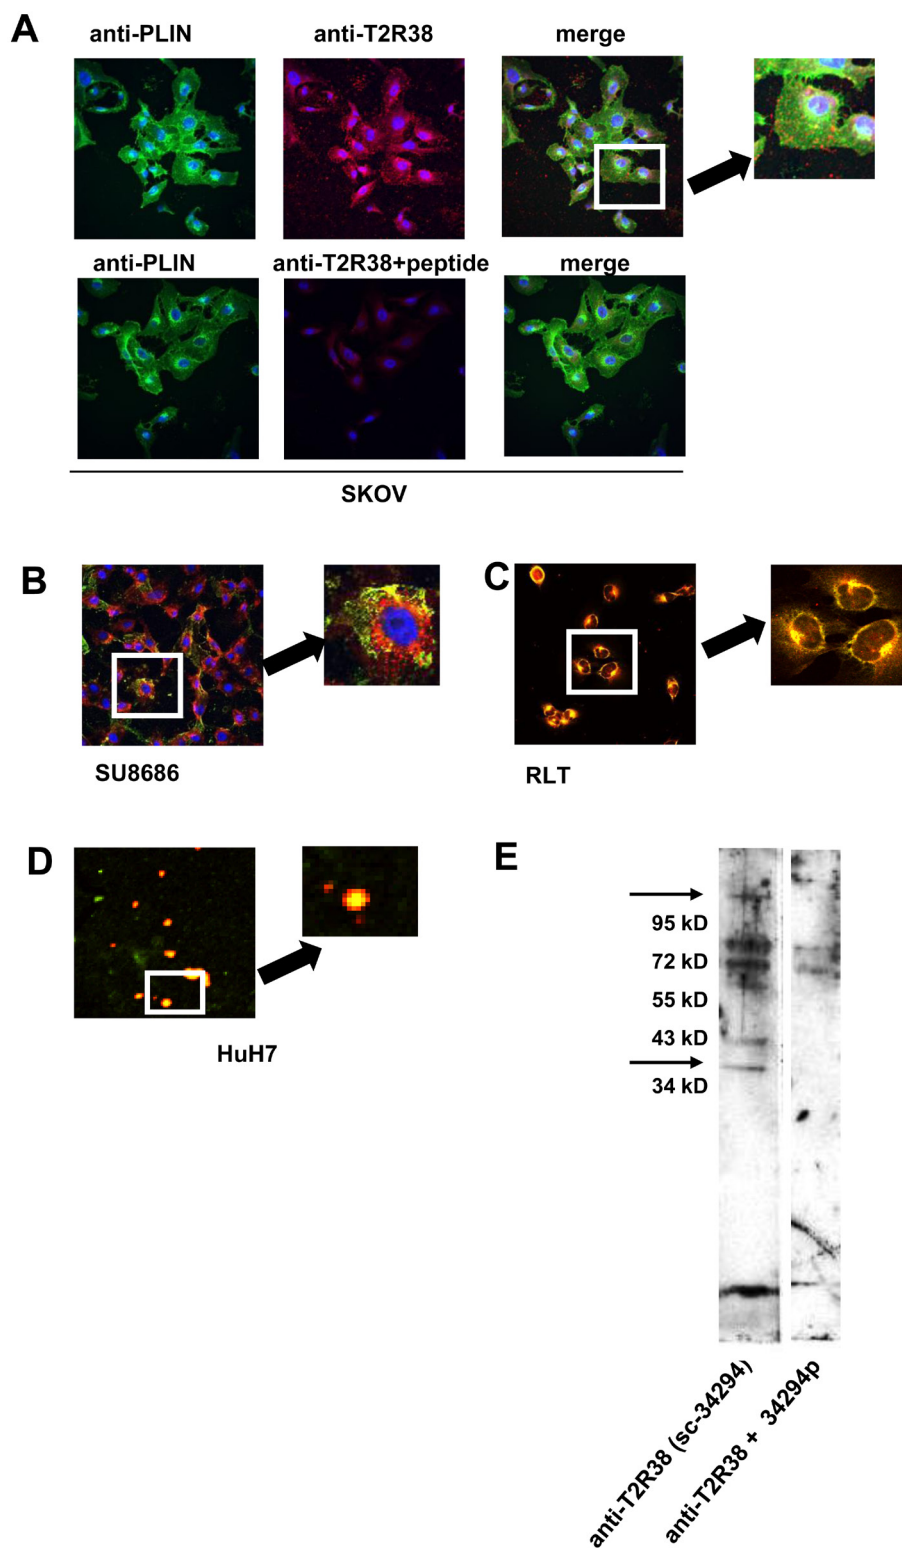 A
anti-PLIN anti-T2R38 merge
anti-PLIN anti-T2R38+peptide merge
SKOV
B
C
SU8686
RLT
D
E
HuH7
95 kD
72 kD
55 kD
43 kD
34 kD
anti-T2R38 (sc-34294)
anti-T2R38 + 34294p